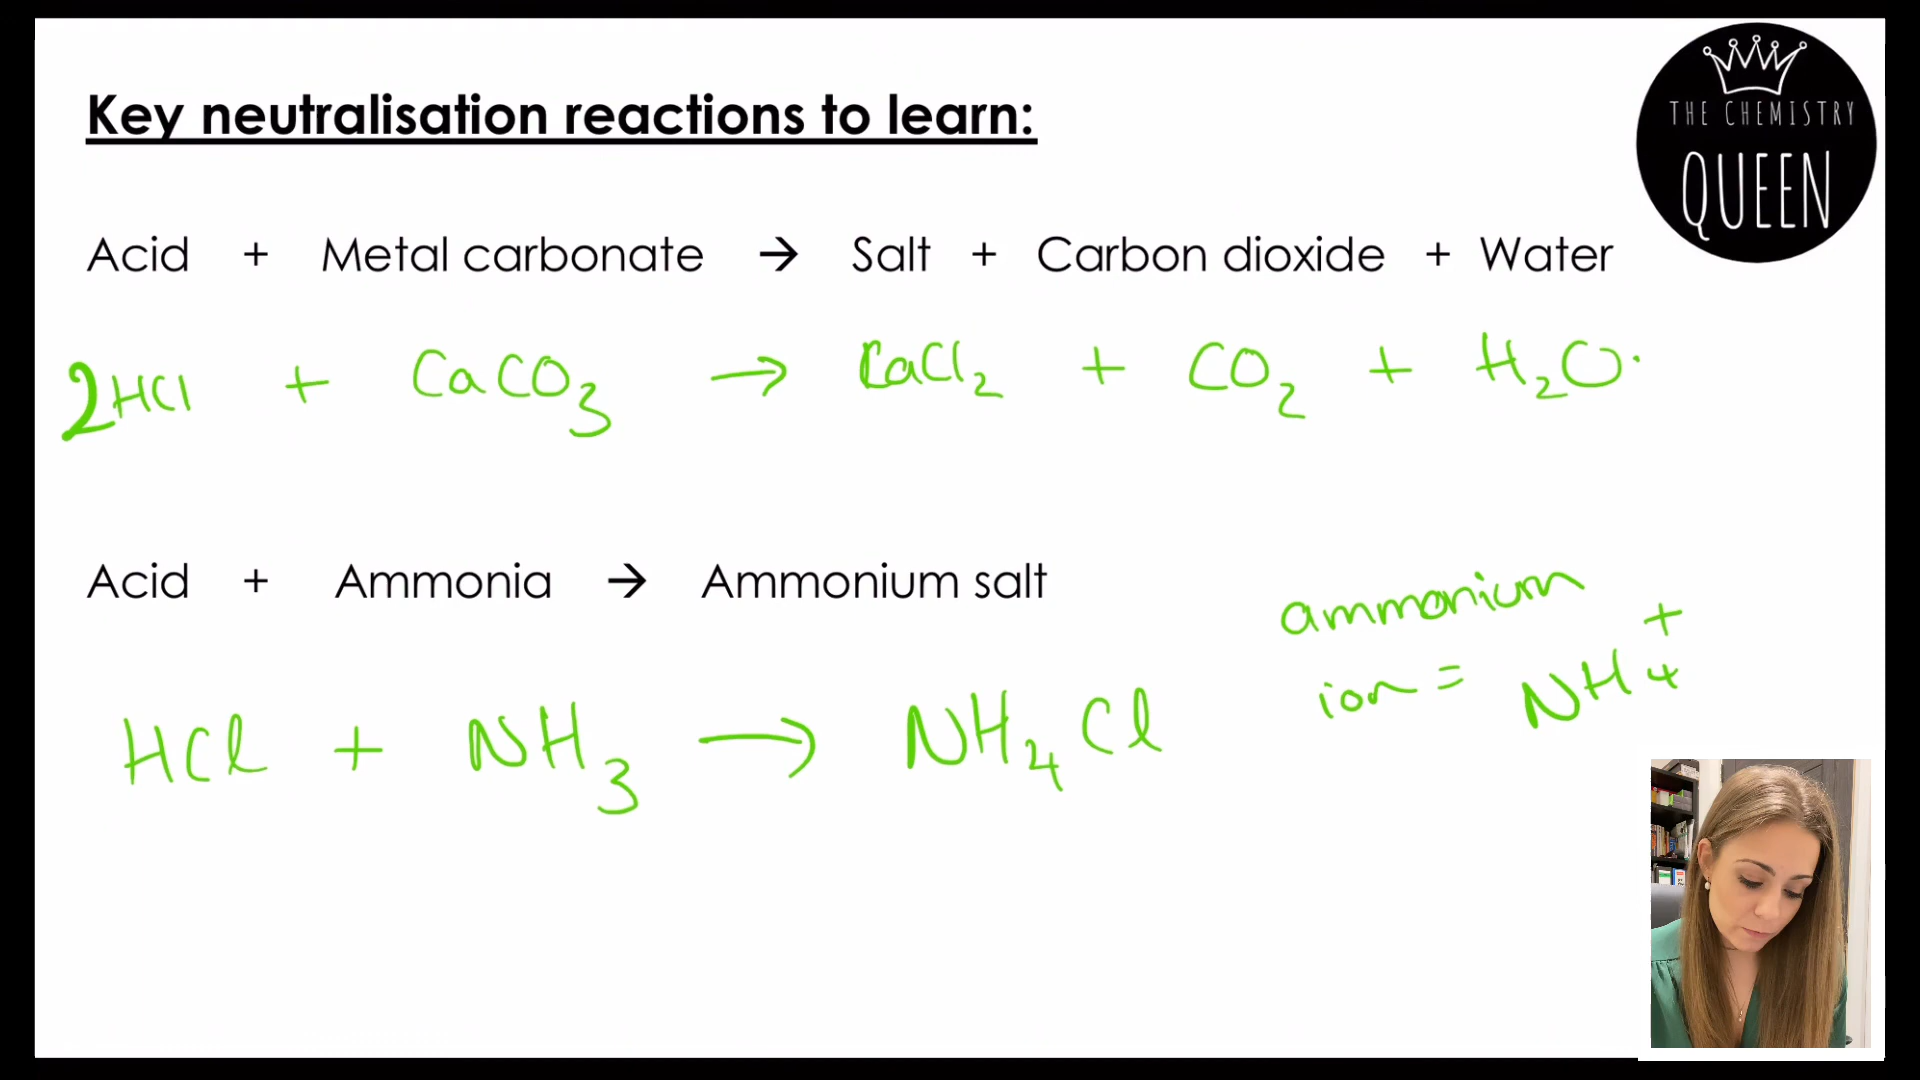 Key neutralisation reactions to learn:
THE CHEMISTRY
QUEEN
Acid + Metal carbonate → Salt + Carbon dioxide + Water
2HCl + CaCO₃ → CaCl₂ + CO₂ + H₂O.
Acid + Ammonia → Ammonium salt
ammonium
ion = NH₄⁺
HCl + NH₃ → NH₄Cl